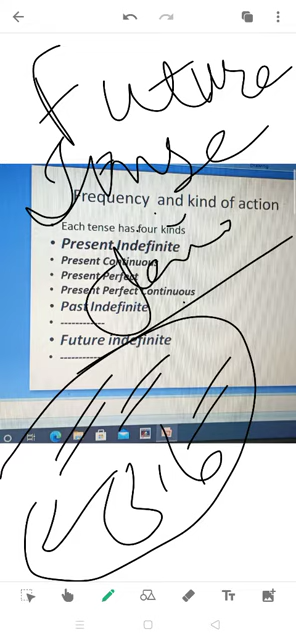 Future
Tense
Frequency and kind of action
Each tense has four kinds
• Present Indefinite
• Present Continuous
• Present Perfect
• Present Perfect Continuous
• Past Indefinite
• -----------
• Future indefinite
• -----------
Tt